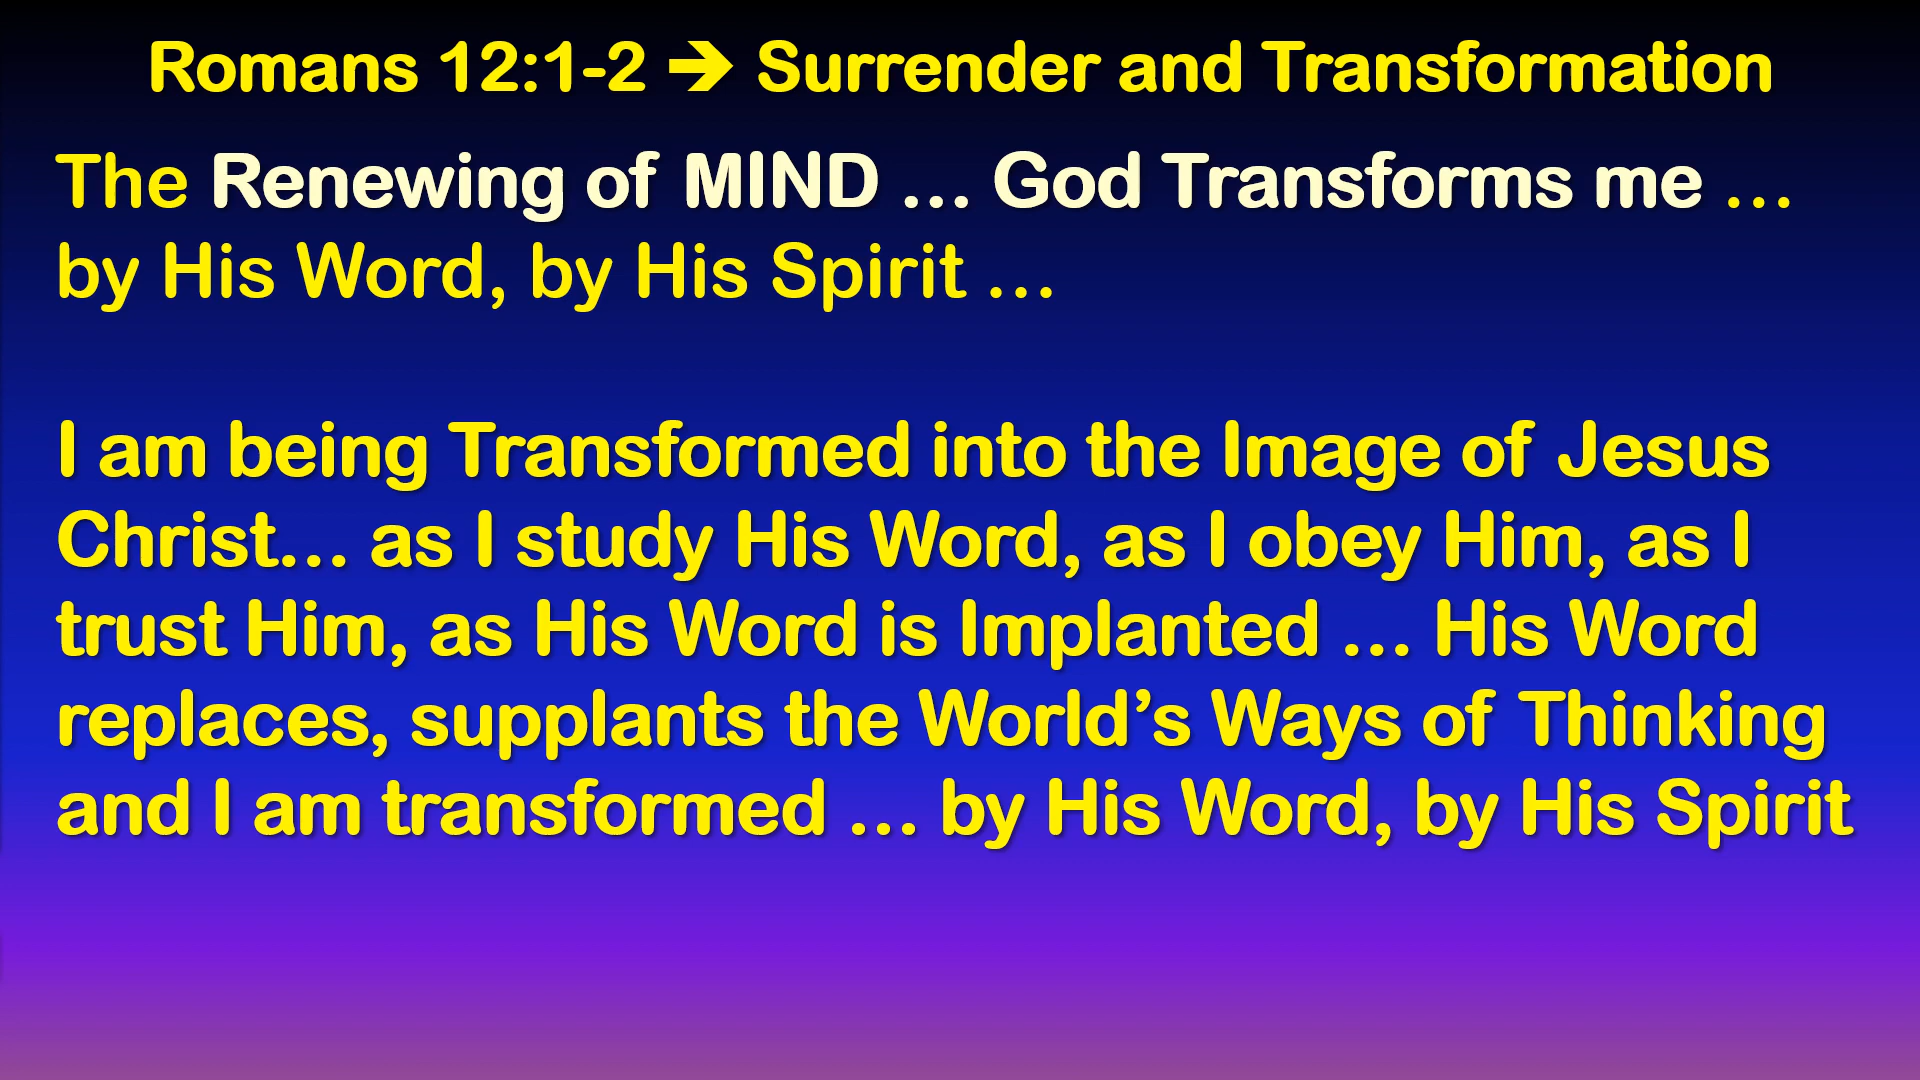 Romans 12:1-2 ➔ Surrender and Transformation
The Renewing of MIND … God Transforms me …
by His Word, by His Spirit …
I am being Transformed into the Image of Jesus
Christ… as I study His Word, as I obey Him, as I
trust Him, as His Word is Implanted … His Word
replaces, supplants the World’s Ways of Thinking
and I am transformed … by His Word, by His Spirit